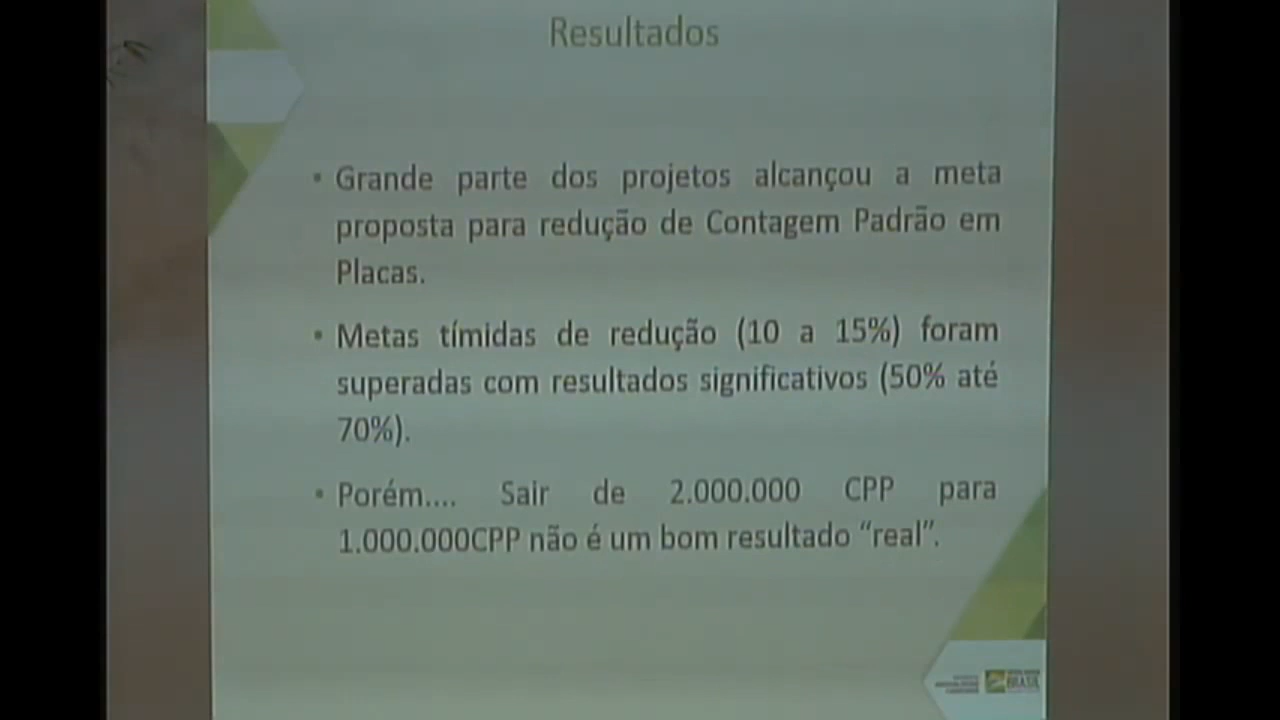 Resultados
• Grande parte dos projetos alcançou a meta
proposta para redução de Contagem Padrão em
Placas.
• Metas tímidas de redução (10 a 15%) foram
superadas com resultados significativos (50% até
70%).
• Porém.... Sair de 2.000.000 CPP para
1.000.000CPP não é um bom resultado “real”.
BRASIL